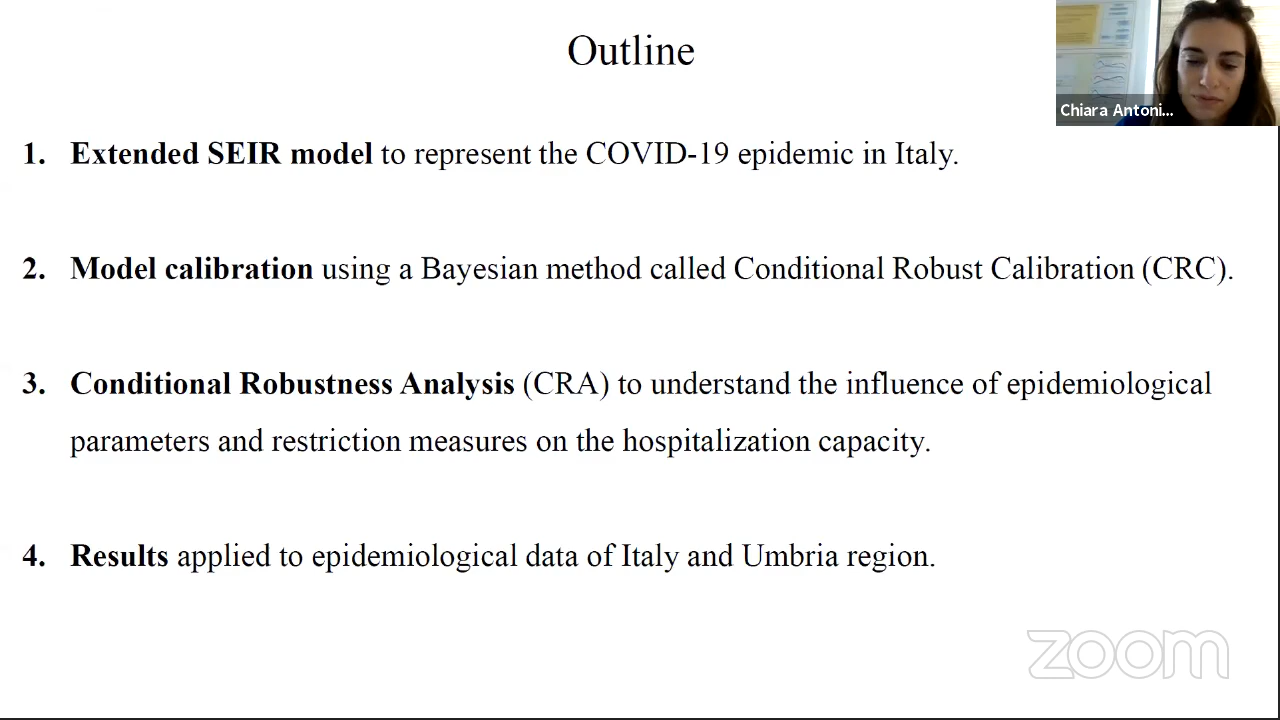 Outline
Chiara Antoni...
1. Extended SEIR model to represent the COVID-19 epidemic in Italy.
2. Model calibration using a Bayesian method called Conditional Robust Calibration (CRC).
3. Conditional Robustness Analysis (CRA) to understand the influence of epidemiological
parameters and restriction measures on the hospitalization capacity.
4. Results applied to epidemiological data of Italy and Umbria region.
zoom